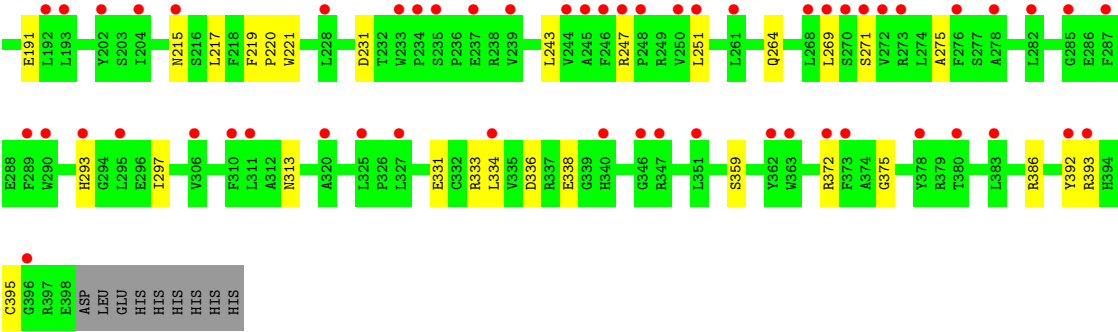 E191 L192 L193 Y202 S203 I204 N215 S216 L217 F218 F219 P220 W221 L228 D231 T232 W233 P234 S235 P236 E237 R238 V239 L243 V244 A245 F246 R247 P248 R249 V250 L251 L261 Q264 L268 L269 S270 S271 V272 R273 L274 A275 F276 S277 A278 L282 G285 E286 F287
E288 F289 W290 H293 G294 L295 E296 I297 V306 F310 L311 A312 N313 A320 L325 P326 L327 E331 C332 R333 L334 V335 D336 R337 E338 G339 H340 G346 R347 L351 S359 Y362 W363 R372 F373 A374 G375 Y378 R379 T380 L383 R386 Y392 R393 H394
C395 G396 R397 E398 ASP LEU GLU HIS HIS HIS HIS HIS HIS